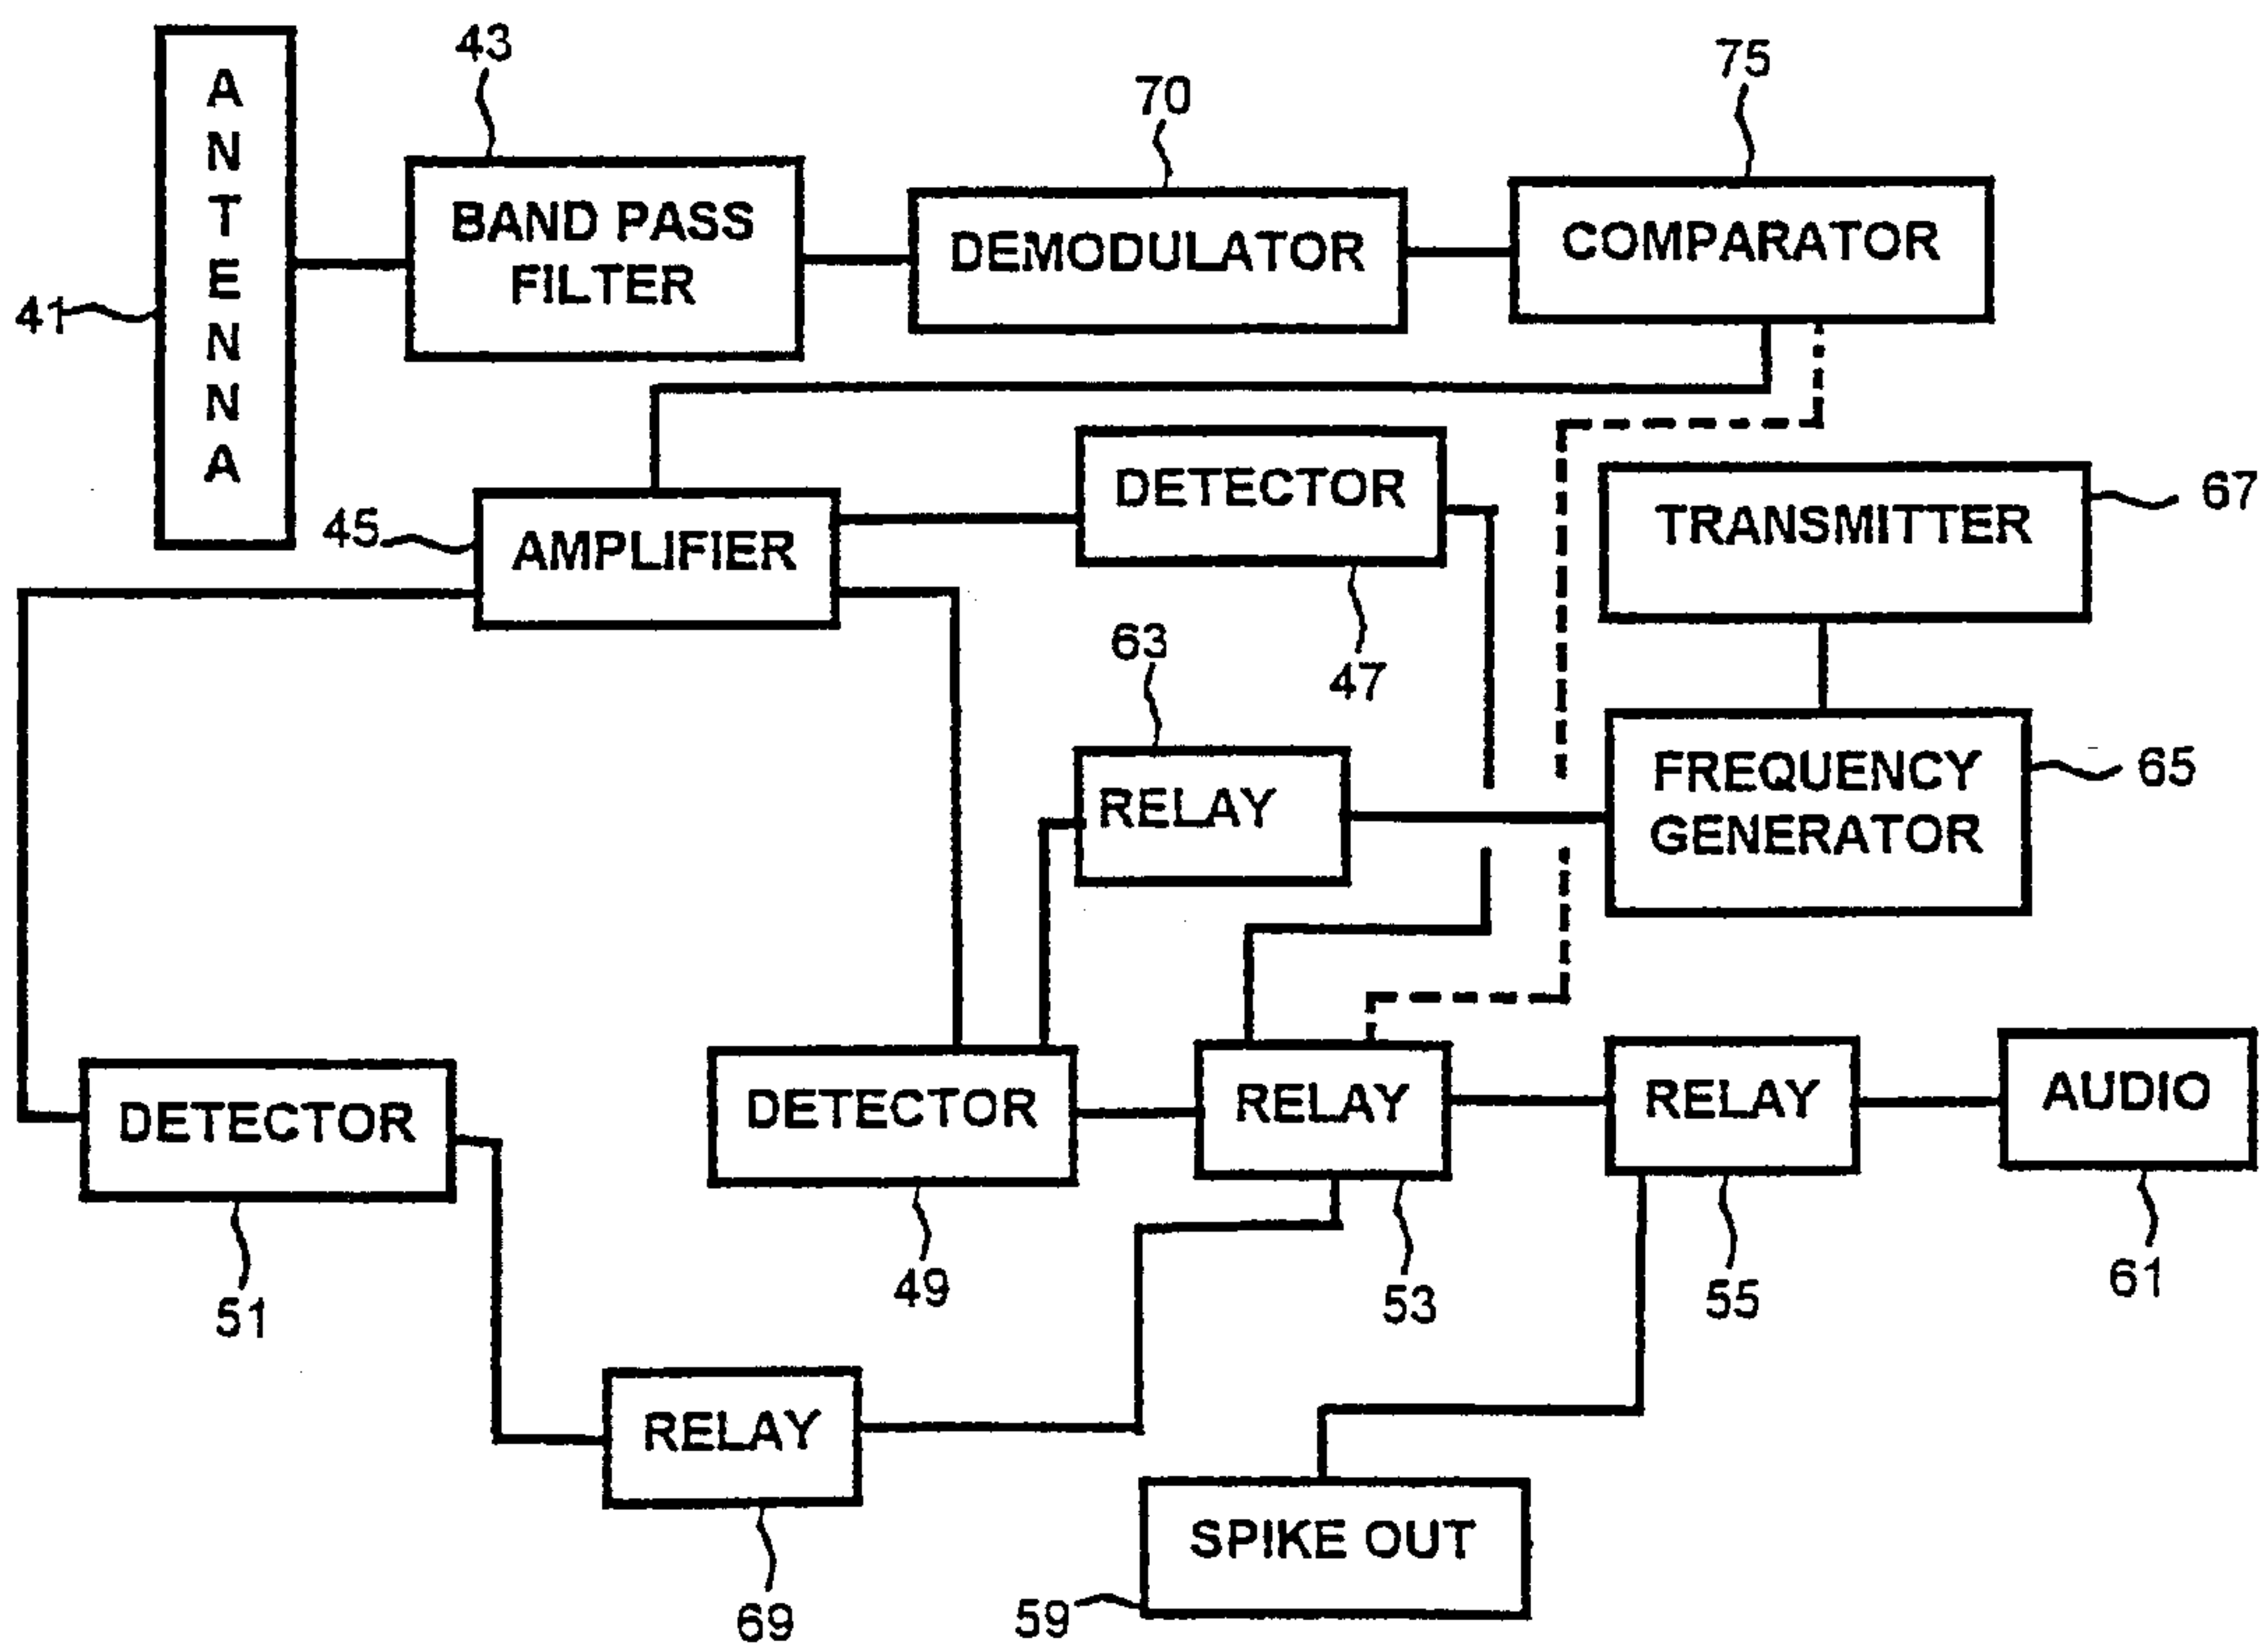 43
70
75
ANTENNA
BAND PASS
FILTER
DEMODULATOR
COMPARATOR
41
DETECTOR
67
TRANSMITTER
45
AMPLIFIER
63
47
RELAY
FREQUENCY
GENERATOR
65
DETECTOR
DETECTOR
RELAY
RELAY
AUDIO
51
49
53
55
61
RELAY
SPIKE OUT
69
59